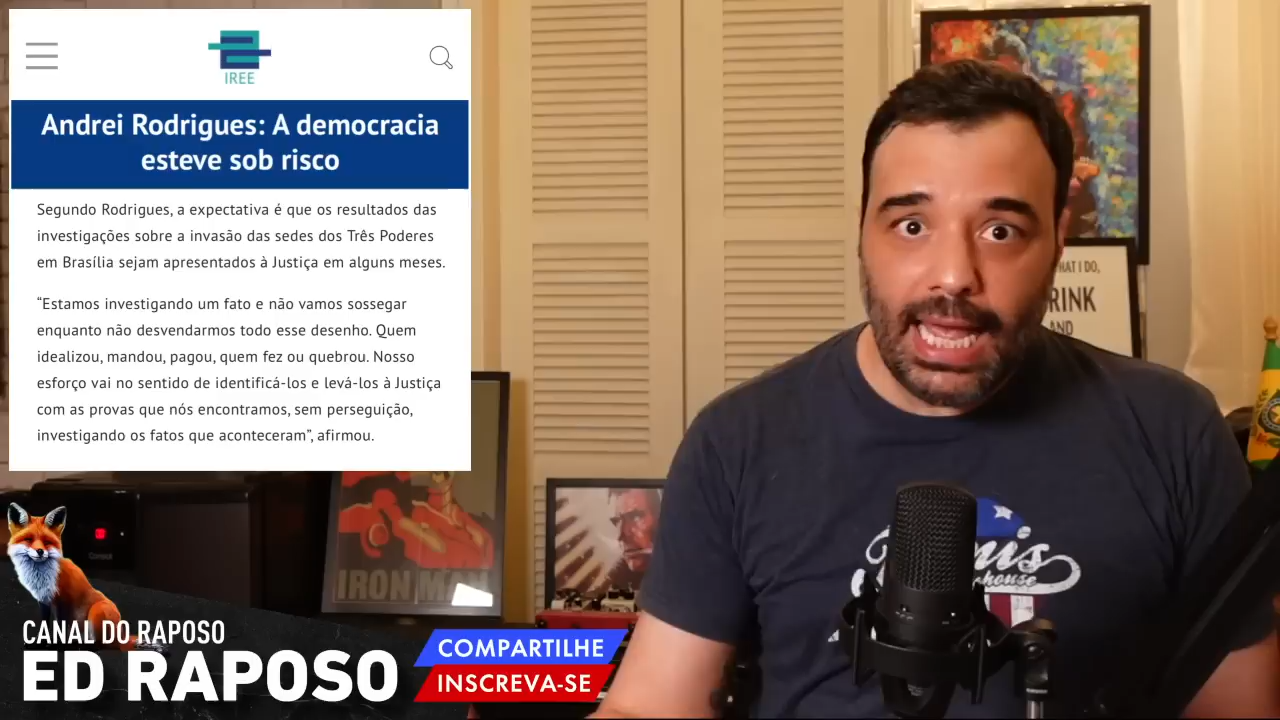 IREE
Andrei Rodrigues: A democracia
esteve sob risco
Segundo Rodrigues, a expectativa é que os resultados das
investigações sobre a invasão das sedes dos Três Poderes
em Brasília sejam apresentados à Justiça em alguns meses.
“Estamos investigando um fato e não vamos sossegar
enquanto não desvendarmos todo esse desenho. Quem
idealizou, mandou, pagou, quem fez ou quebrou. Nosso
esforço vai no sentido de identificá-los e levá-los à Justiça
com as provas que nós encontramos, sem perseguição,
investigando os fatos que aconteceram”, afirmou.
HAT I DO,
RINK
AND
IRON MAN
CANAL DO RAPOSO
ED RAPOSO
COMPARTILHE
INSCREVA-SE